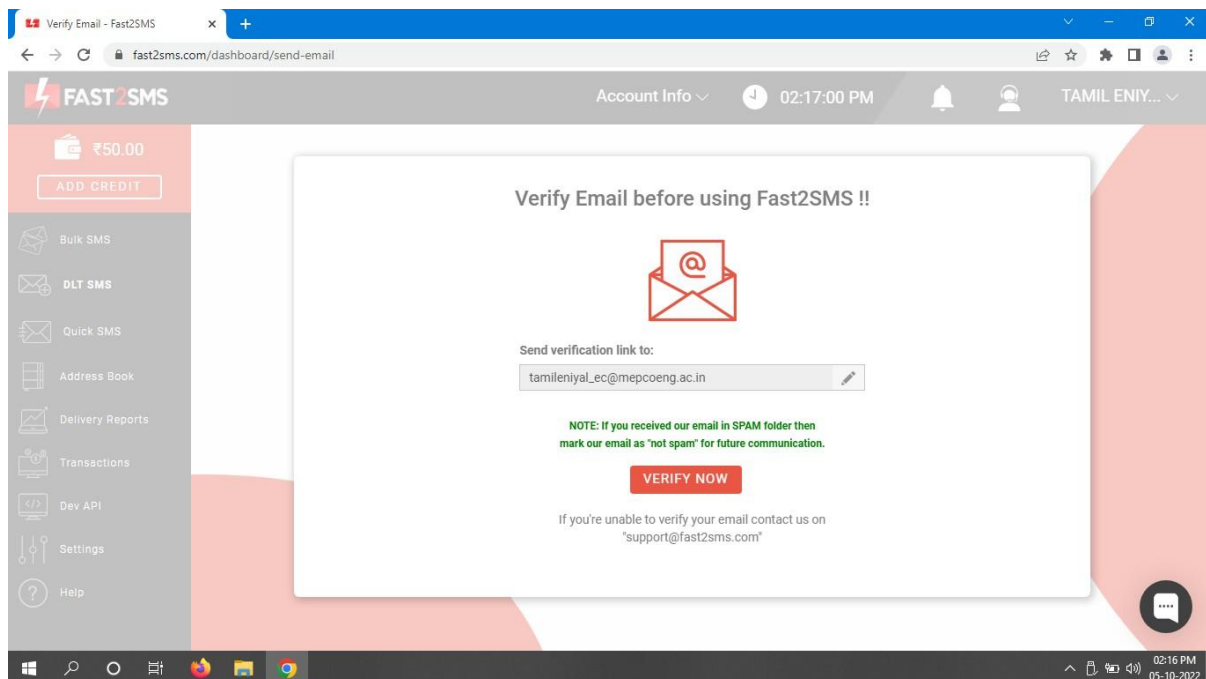 Verify Email - Fast2SMS
fast2sms.com/dashboard/send-email
FAST2SMS
Account Info
02:17:00 PM
TAMIL ENIY...
₹50.00
ADD CREDIT
Bulk SMS
DLT SMS
Quick SMS
Address Book
Delivery Reports
Transactions
Dev API
Settings
Help
Verify Email before using Fast2SMS !!
@
Send verification link to:
tamileniyal_ec@mepcoeng.ac.in
NOTE: If you received our email in SPAM folder then
mark our email as "not spam" for future communication.
VERIFY NOW
If you're unable to verify your email contact us on
"support@fast2sms.com"
02:16 PM
05-10-2022